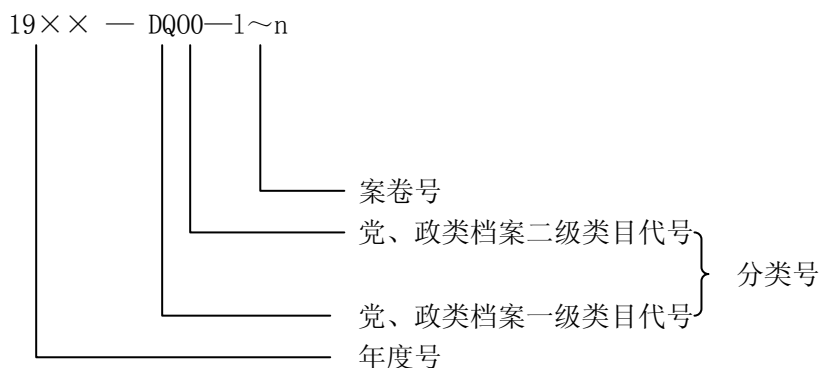 19×× — DQ00—1～n
案卷号
党、政类档案二级类目代号
分类号
党、政类档案一级类目代号
年度号